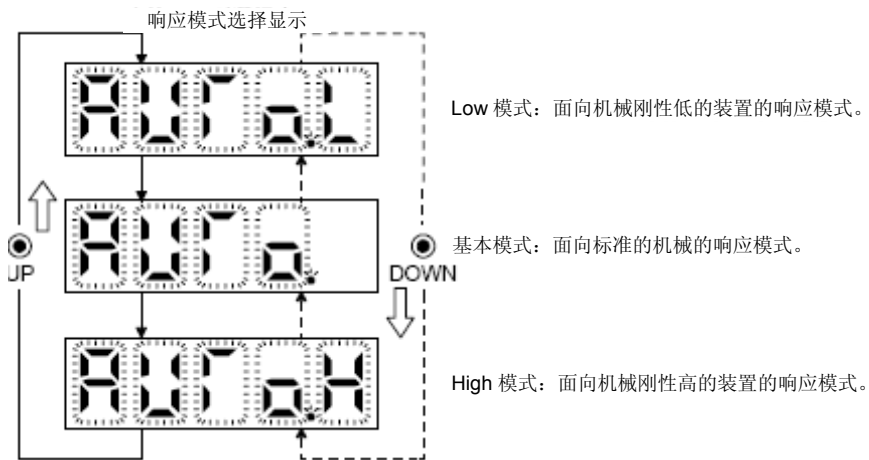 响应模式选择显示
AUTo.L
Low 模式：面向机械刚性低的装置的响应模式。
AUTo.
基本模式：面向标准的机械的响应模式。
UP
DOWN
AUTo.H
High 模式：面向机械刚性高的装置的响应模式。